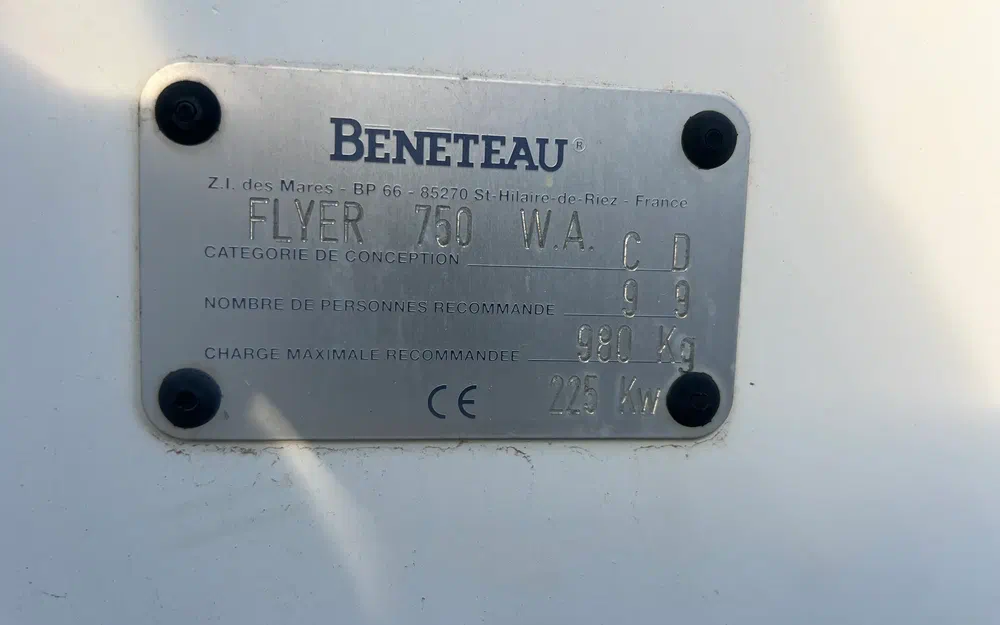 BENETEAU®
Z.I. des Mares - BP 66 - 85270 St-Hilaire-de-Riez - France
FLYER 750 W.A.
CATEGORIE DE CONCEPTION C D
NOMBRE DE PERSONNES RECOMMANDE 9 9
CHARGE MAXIMALE RECOMMANDEE 980 Kg
CE 225 Kw